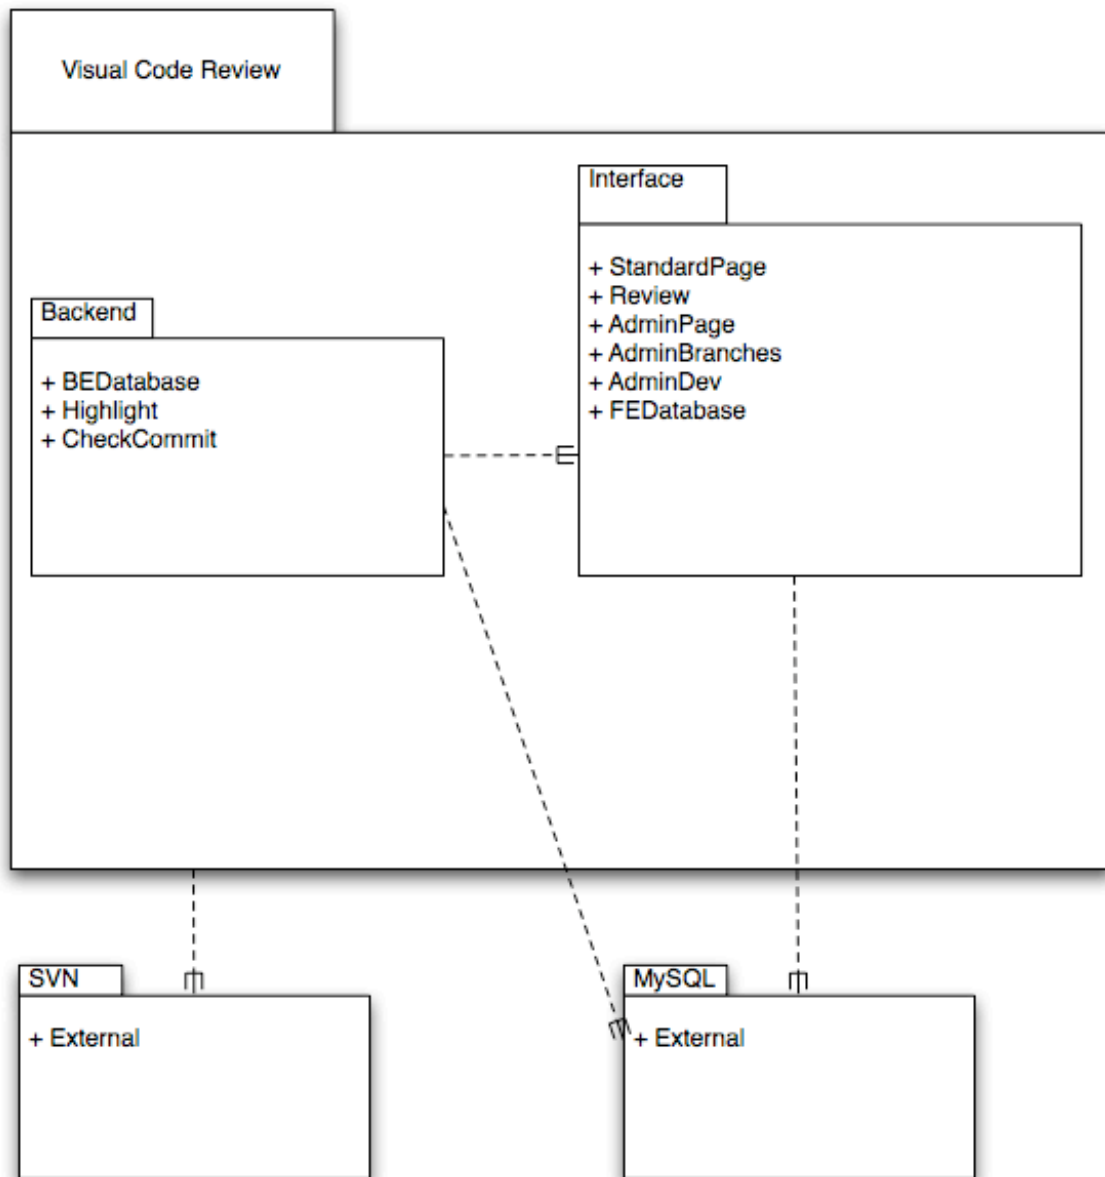 Visual Code Review
Interface
+ StandardPage
+ Review
+ AdminPage
+ AdminBranches
+ AdminDev
+ FEDatabase
Backend
+ BEDatabase
+ Highlight
+ CheckCommit
SVN
+ External
MySQL
+ External